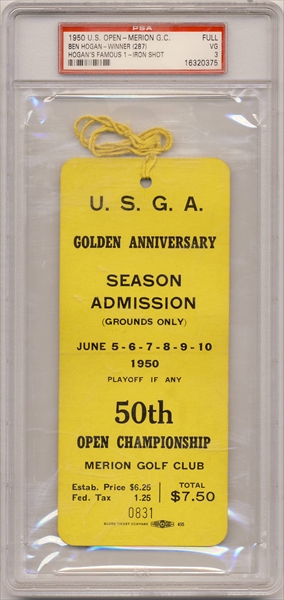 PSA
1950 U.S. OPEN - MERION G.C. FULL
BEN HOGAN - WINNER (287) VG
HOGAN'S FAMOUS 1 - IRON SHOT 3
16320375
U. S. G. A.
GOLDEN ANNIVERSARY
SEASON
ADMISSION
(GROUNDS ONLY)
JUNE 5-6-7-8-9-10
1950
PLAYOFF IF ANY
50th
OPEN CHAMPIONSHIP
MERION GOLF CLUB
Estab. Price $6.25 TOTAL
Fed. Tax 1.25 $7.50
0831
TICKET COMPANY